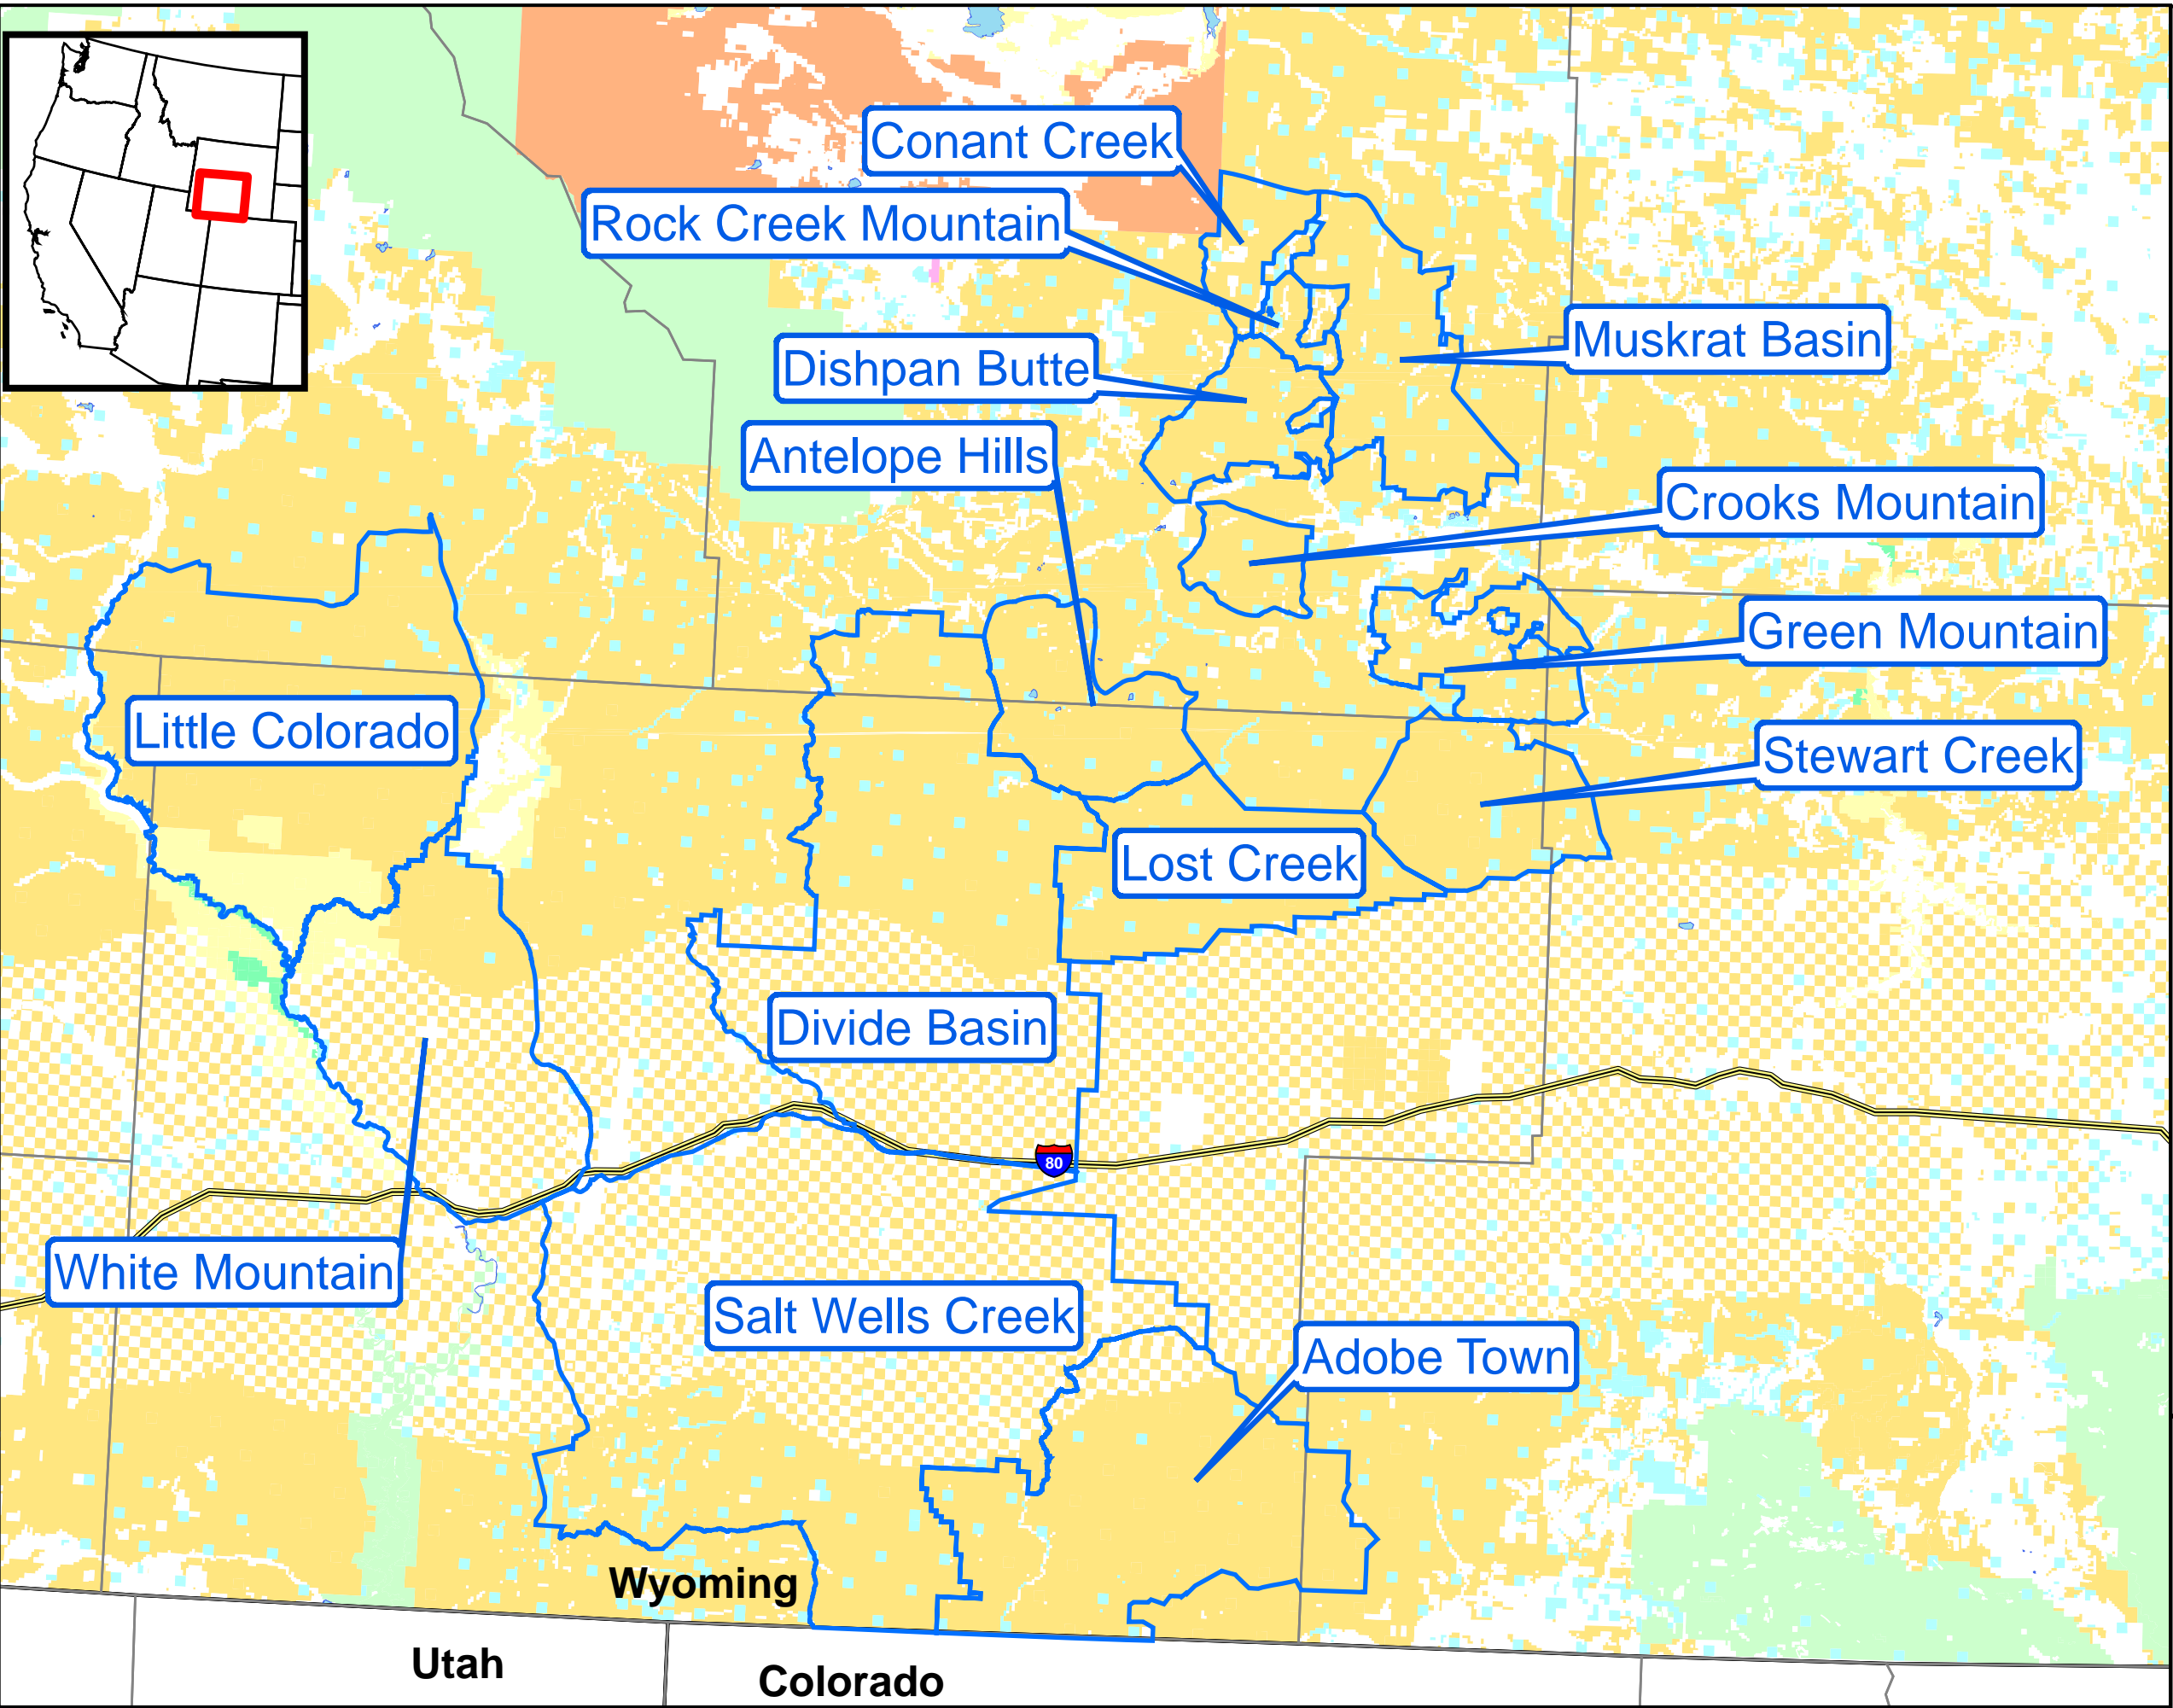 Conant Creek
Rock Creek Mountain
Muskrat Basin
Dishpan Butte
Antelope Hills
Crooks Mountain
Green Mountain
Little Colorado
Stewart Creek
Lost Creek
Divide Basin
80
White Mountain
Salt Wells Creek
Adobe Town
Wyoming
Utah
Colorado